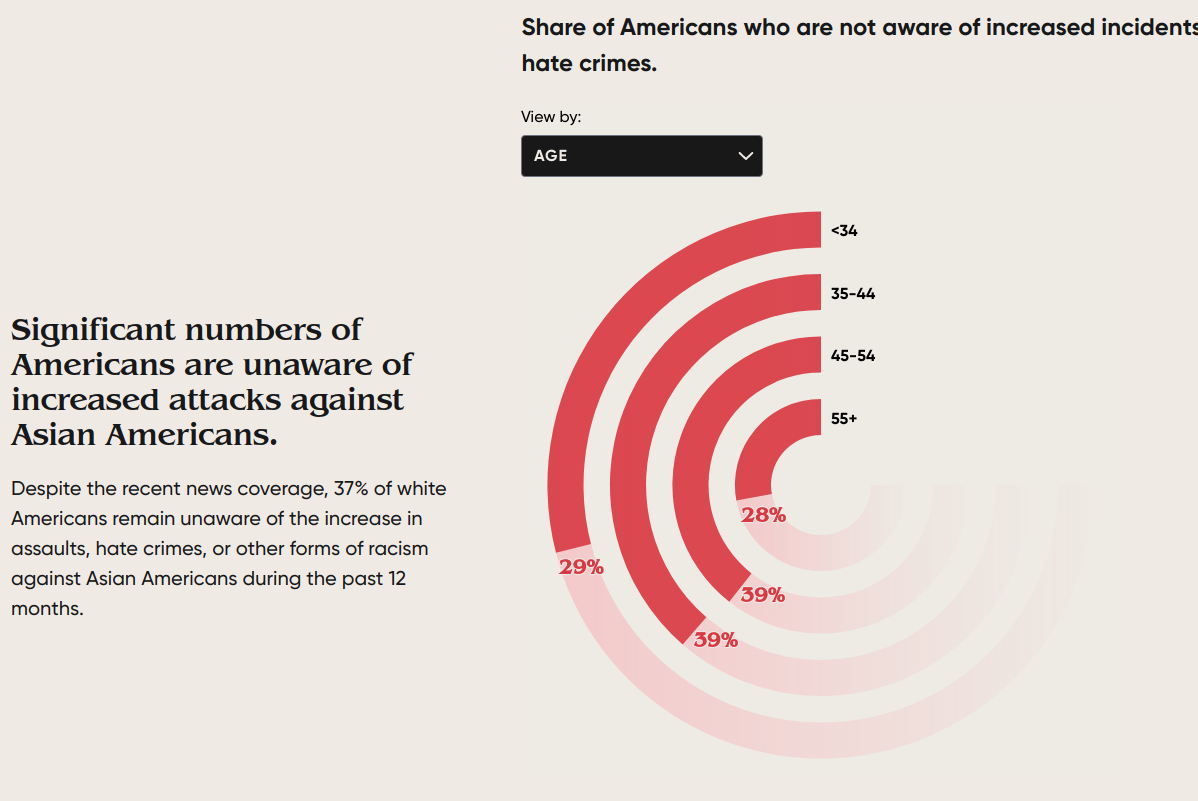 Share of Americans who are not aware of increased incidents
hate crimes.
View by:
AGE
<34
35-44
45-54
55+
28%
29%
39%
39%
Significant numbers of
Americans are unaware of
increased attacks against
Asian Americans.
Despite the recent news coverage, 37% of white
Americans remain unaware of the increase in
assaults, hate crimes, or other forms of racism
against Asian Americans during the past 12
months.